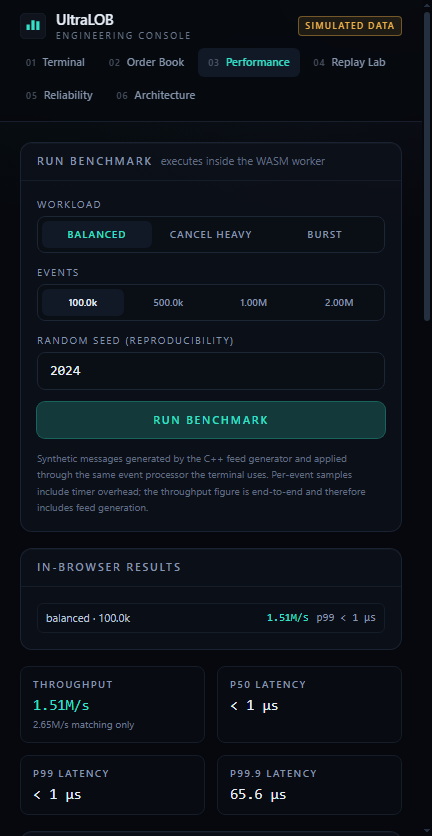 UltraLOB
ENGINEERING CONSOLE
SIMULATED DATA
01 Terminal 02 Order Book 03 Performance 04 Replay Lab
05 Reliability 06 Architecture
RUN BENCHMARK executes inside the WASM worker
WORKLOAD
BALANCED CANCEL HEAVY BURST
EVENTS
100.0k 500.0k 1.00M 2.00M
RANDOM SEED (REPRODUCIBILITY)
2024
RUN BENCHMARK
Synthetic messages generated by the C++ feed generator and applied
through the same event processor the terminal uses. Per-event samples
include timer overhead; the throughput figure is end-to-end and therefore
includes feed generation.
IN-BROWSER RESULTS
balanced · 100.0k 1.51M/s p99 < 1 μs
THROUGHPUT
1.51M/s
2.65M/s matching only
P50 LATENCY
< 1 μs
P99 LATENCY
< 1 μs
P99.9 LATENCY
65.6 μs